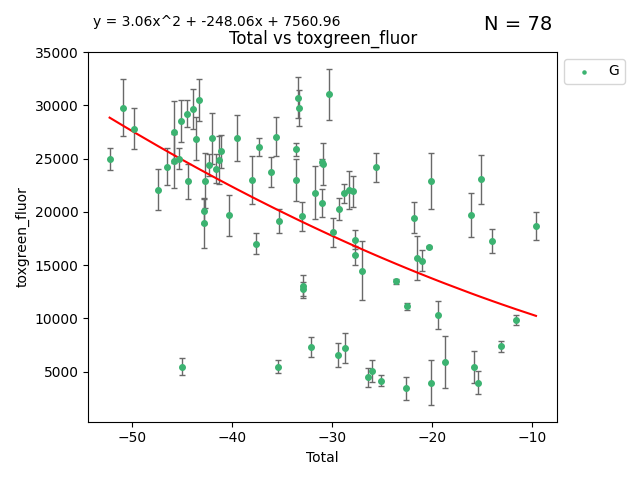 y = 3.06x^2 + -248.06x + 7560.96
N = 78
Total vs toxgreen_fluor
G
35000
30000
25000
20000
15000
10000
5000
toxgreen_fluor
−50 −40 −30 −20 −10
Total